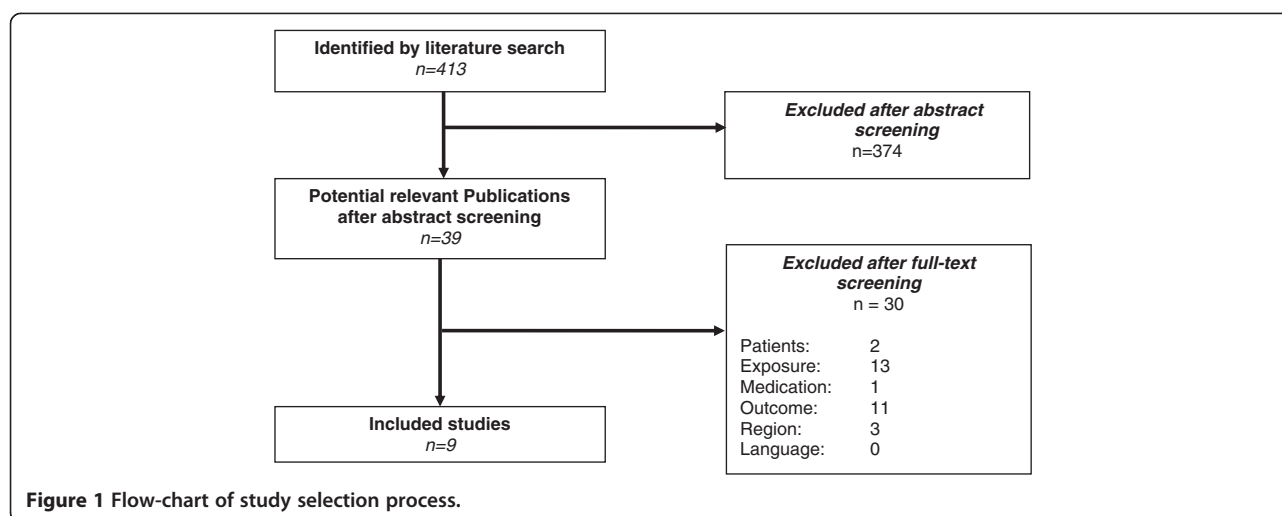 Identified by literature search
n=413
Excluded after abstract
screening
n=374
Potential relevant Publications
after abstract screening
n=39
Excluded after full-text
screening
n = 30
Patients: 2
Exposure: 13
Medication: 1
Outcome: 11
Region: 3
Language: 0
Included studies
n=9
Figure 1 Flow-chart of study selection process.